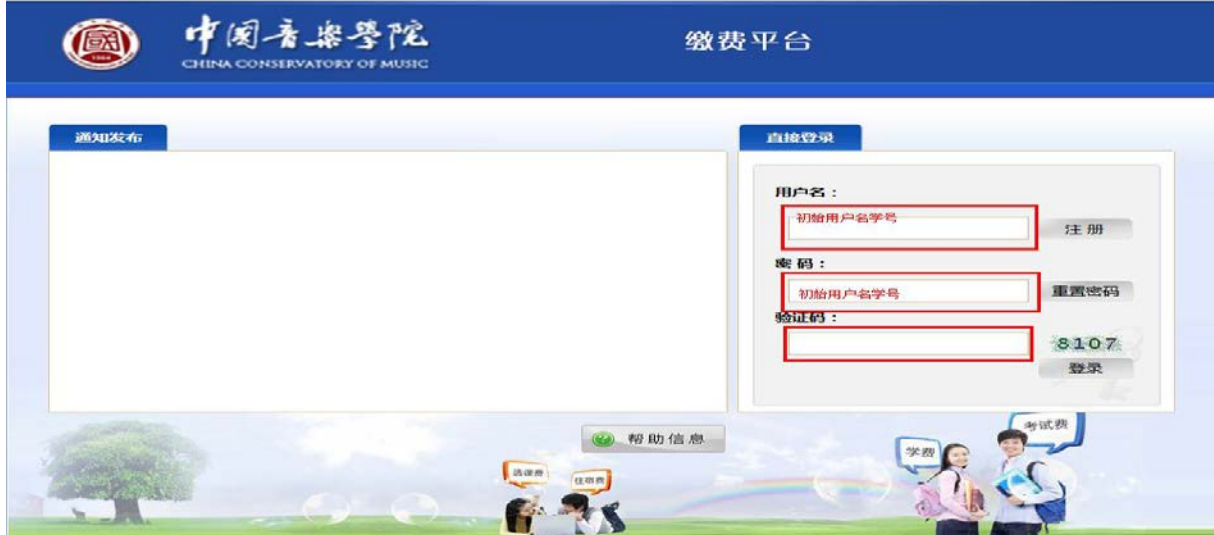 中国音樂學院
CHINA CONSERVATORY OF MUSIC
缴费平台
1964
通知发布
直接登录
用户名：
初始用户名学号
注 册
密 码：
初始用户名学号
重置密码
验证码：
8107
登录
帮助信息
选课费
住宿费
学费
考试费